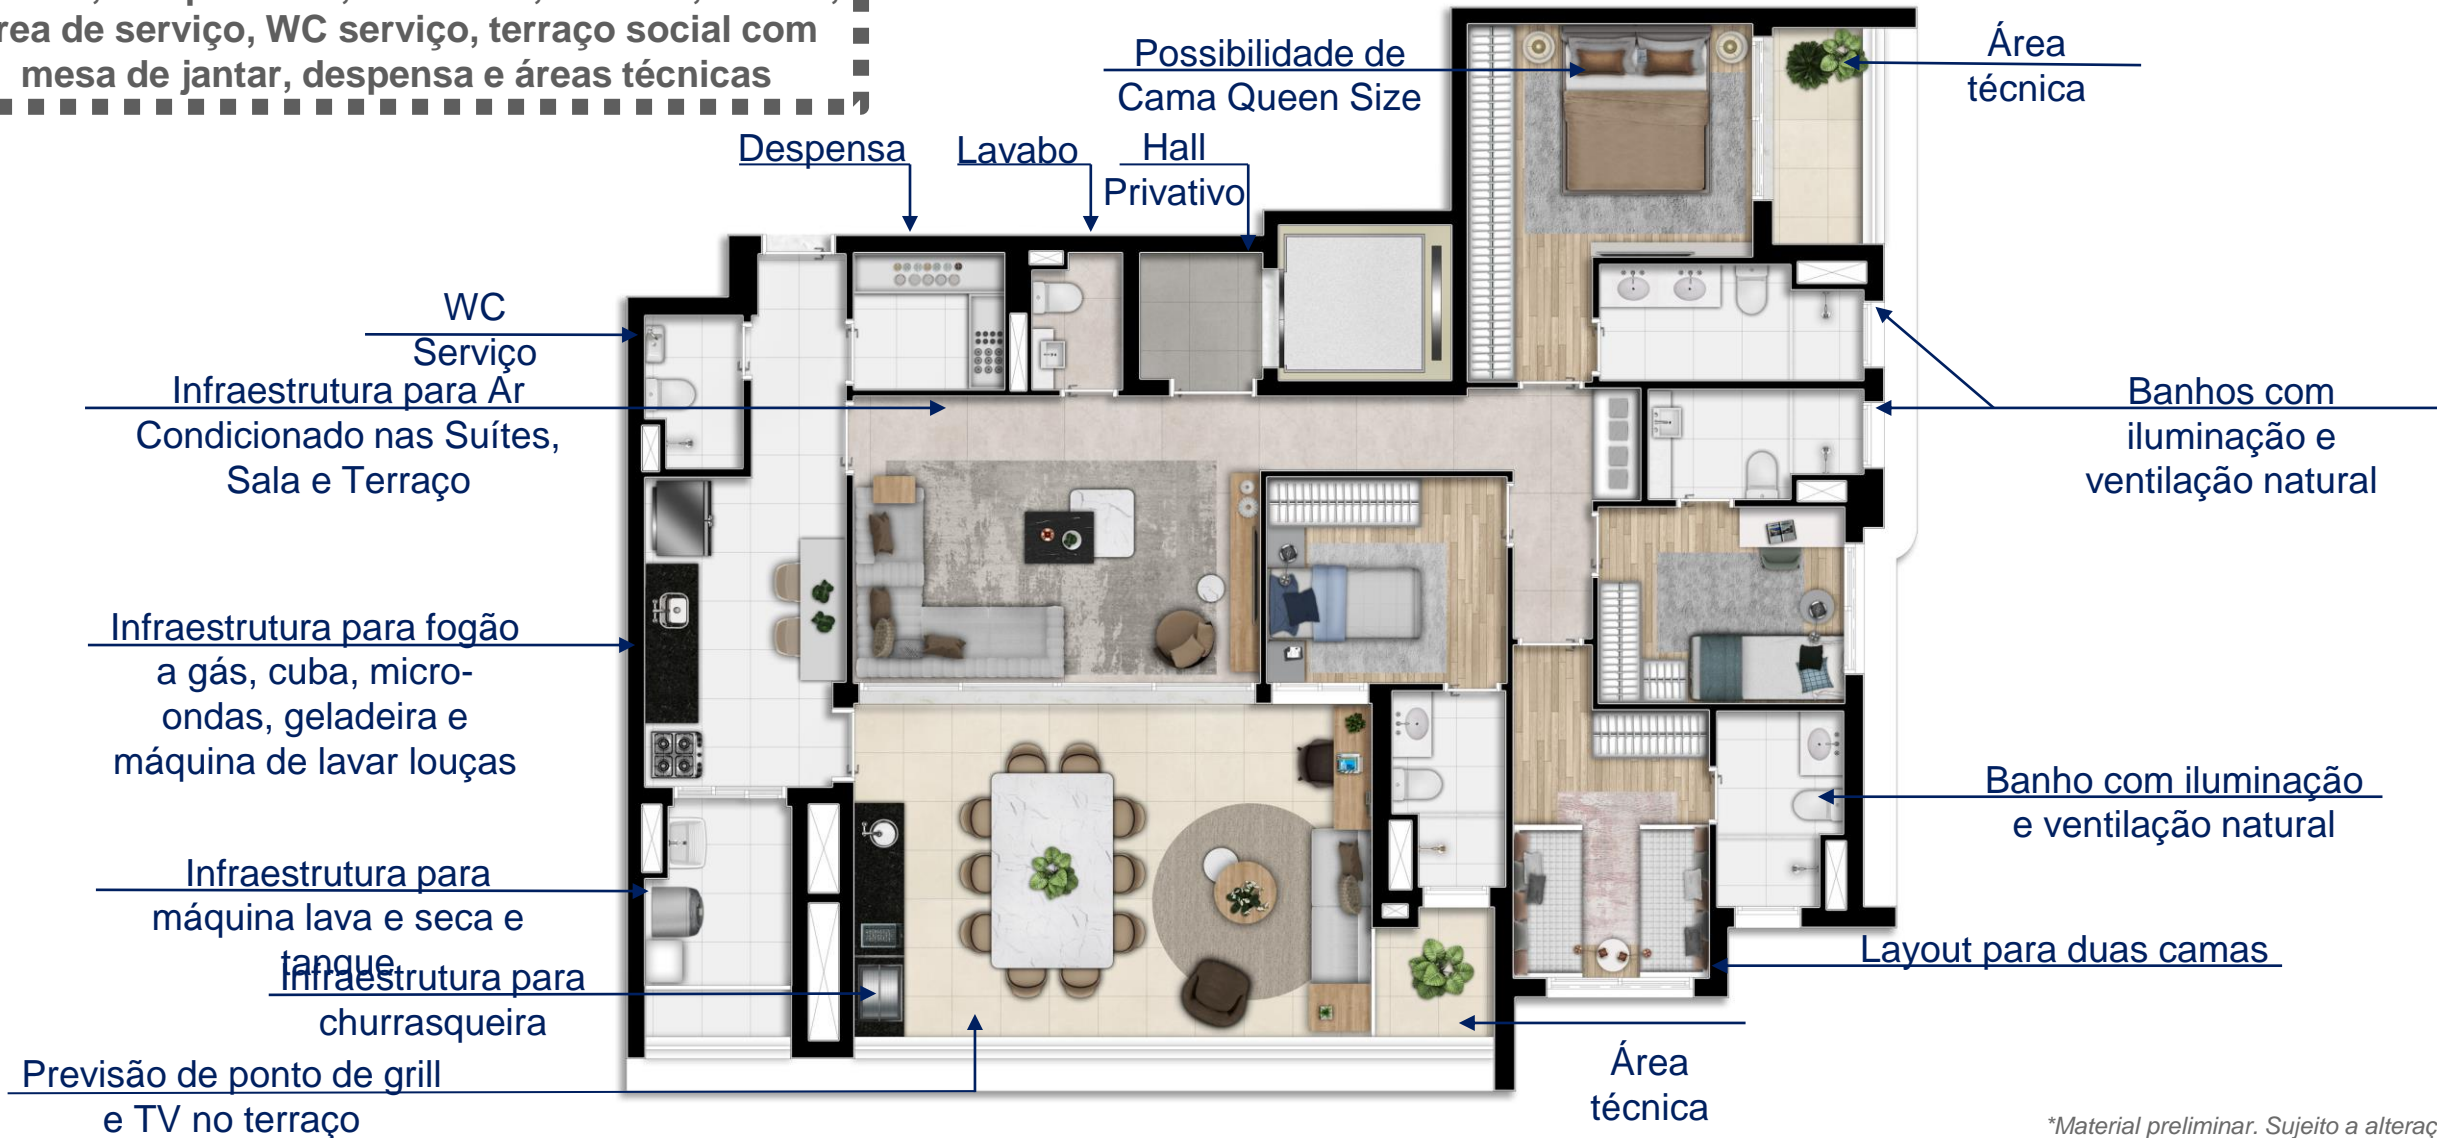 área de serviço, WC serviço, terraço social com
mesa de jantar, despensa e áreas técnicas
Possibilidade de
Cama Queen Size
Área
técnica
Despensa
Lavabo
Hall
Privativo
WC
Serviço
Infraestrutura para Ar
Condicionado nas Suítes,
Sala e Terraço
Banhos com
iluminação e
ventilação natural
Infraestrutura para fogão
a gás, cuba, micro-
ondas, geladeira e
máquina de lavar louças
Banho com iluminação
e ventilação natural
Infraestrutura para
máquina lava e seca e
tanque
Layout para duas camas
Infraestrutura para
churrasqueira
Área
técnica
Previsão de ponto de grill
e TV no terraço
*Material preliminar. Sujeito a alteraç